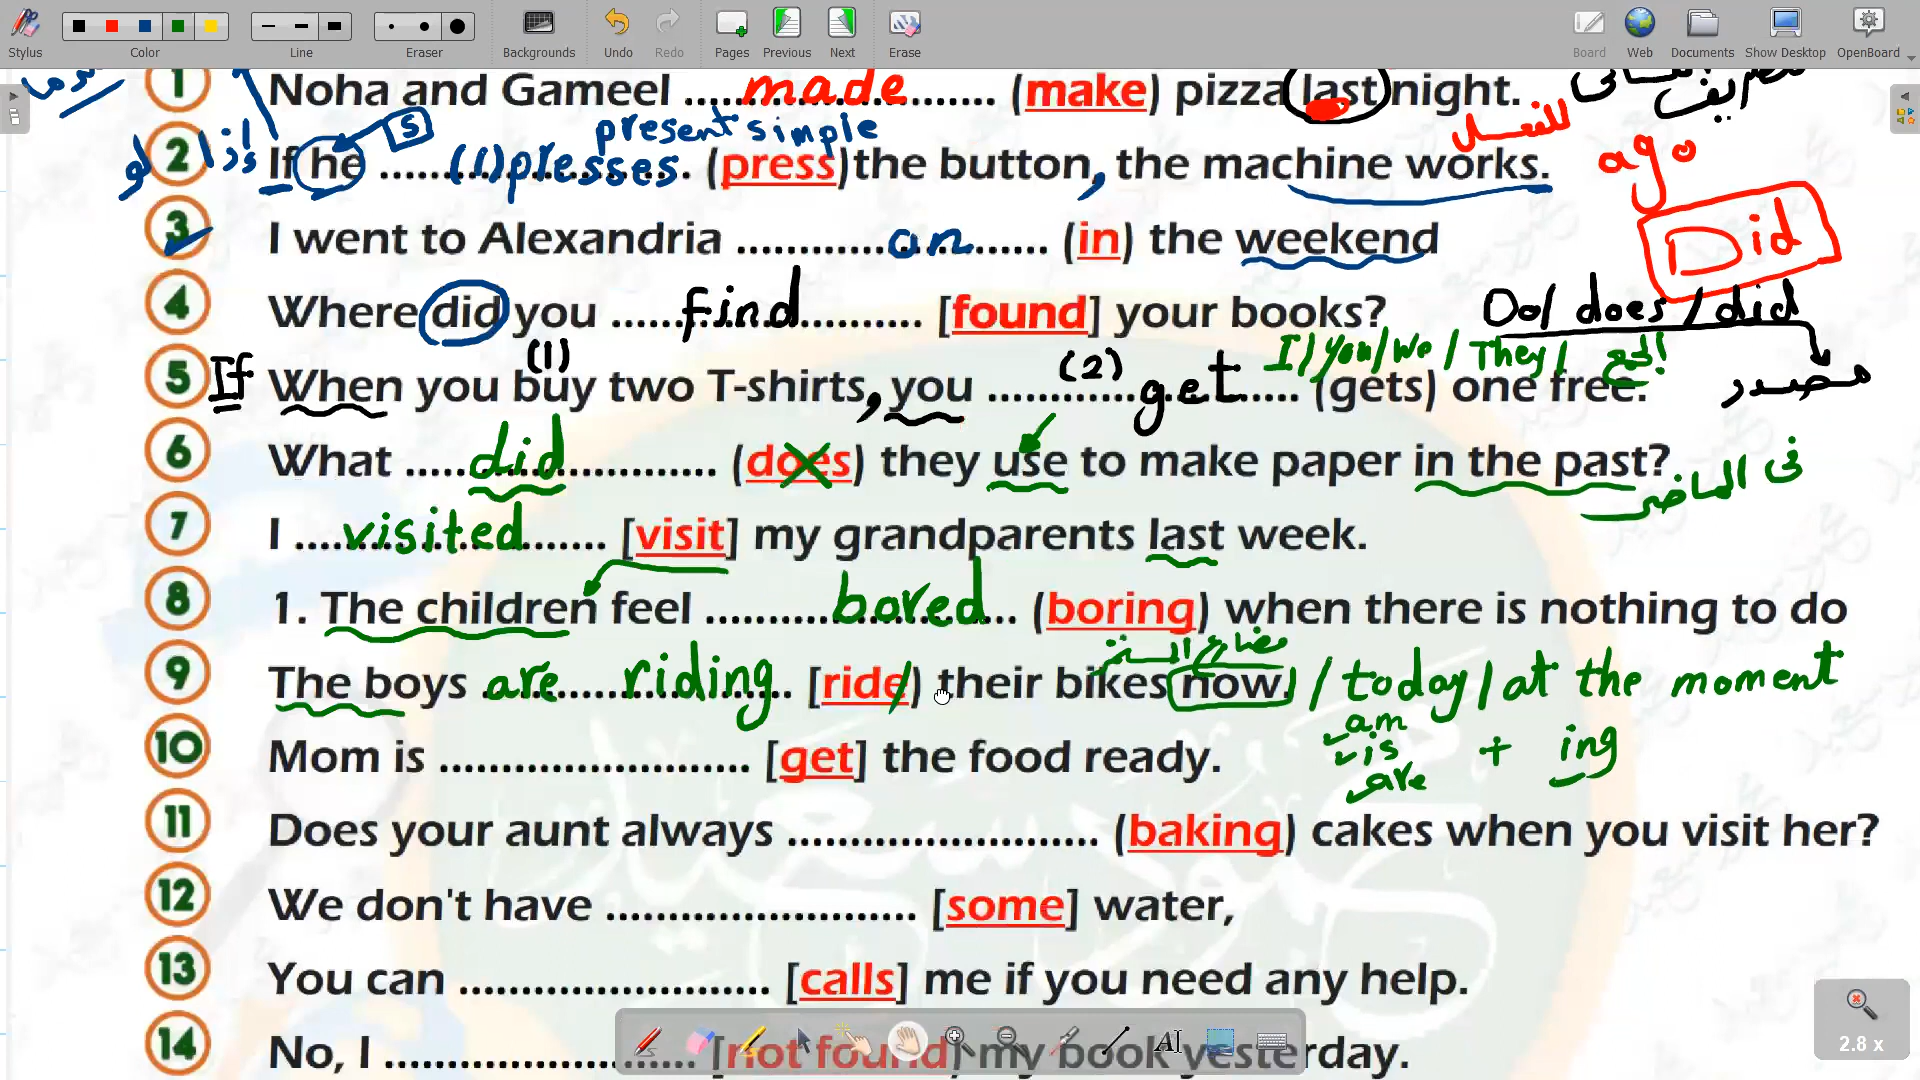 Stylus Color Line Eraser Backgrounds Undo Redo Pages Previous Next Erase Board Web Documents Show Desktop OpenBoard
1 Noha and Gameel .....made..... (make) pizza last night.
للفعل
present simple
S
ago
2 لو اذا If he .....(1)presses..... (press)the button, the machine works.
Did
3 I went to Alexandria .....on..... (in) the weekend
4 Where did you .....find..... [found] your books?
Do/ does / did
مصدر
(1) (2) I / you / we / They / جمع
5 If When you buy two T-shirts, you .....get..... (gets) one free.
6 What .....did..... (does) they use to make paper in the past?
فى الماضى
7 I .....visited..... [visit] my grandparents last week.
8 1. The children feel .....bored..... (boring) when there is nothing to do
9 The boys .....are riding..... [ride) their bikes now. / today / at the moment
am
is
are
+ ing
10 Mom is .......................... [get] the food ready.
11 Does your aunt always .......................... (baking) cakes when you visit her?
12 We don't have .......................... [some] water,
13 You can .......................... [calls] me if you need any help.
14 No, I .......................... [not found] my book yesterday.
2.8 x